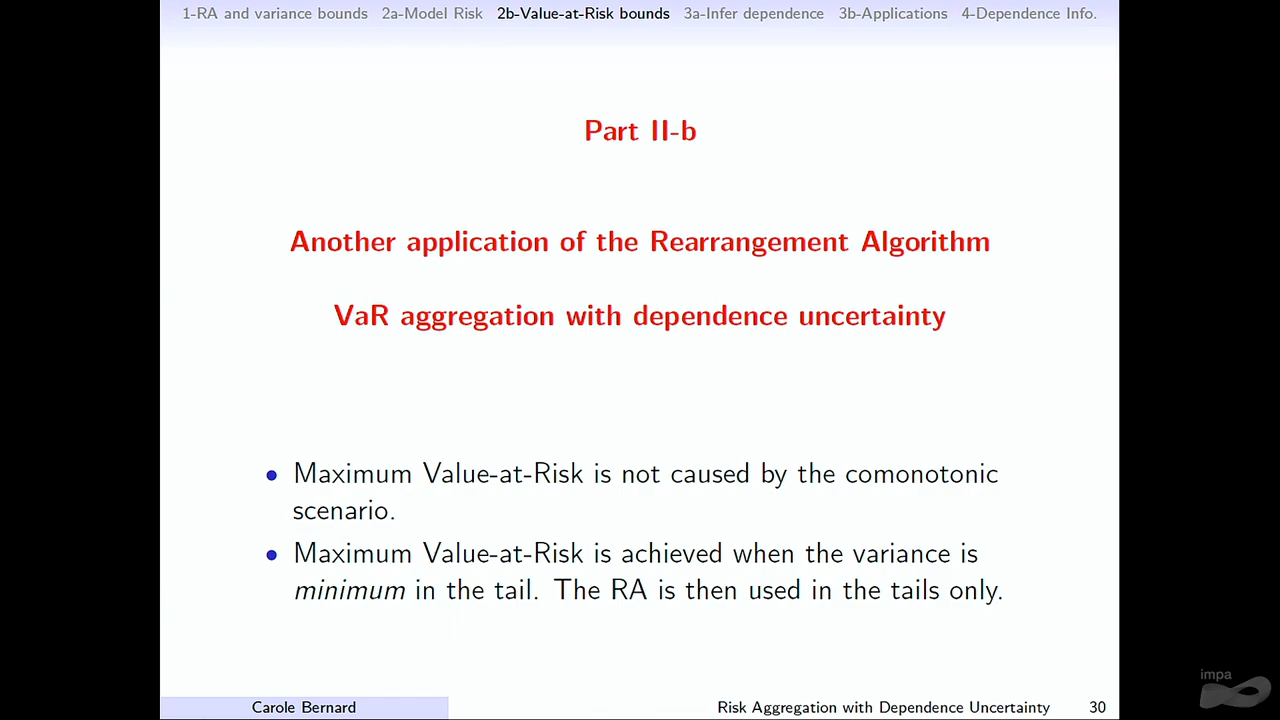 1-RA and variance bounds 2a-Model Risk 2b-Value-at-Risk bounds 3a-Infer dependence 3b-Applications 4-Dependence Info.
Part II-b
Another application of the Rearrangement Algorithm
VaR aggregation with dependence uncertainty
• Maximum Value-at-Risk is not caused by the comonotonic
scenario.
• Maximum Value-at-Risk is achieved when the variance is
minimum in the tail. The RA is then used in the tails only.
impa
Carole Bernard Risk Aggregation with Dependence Uncertainty 30